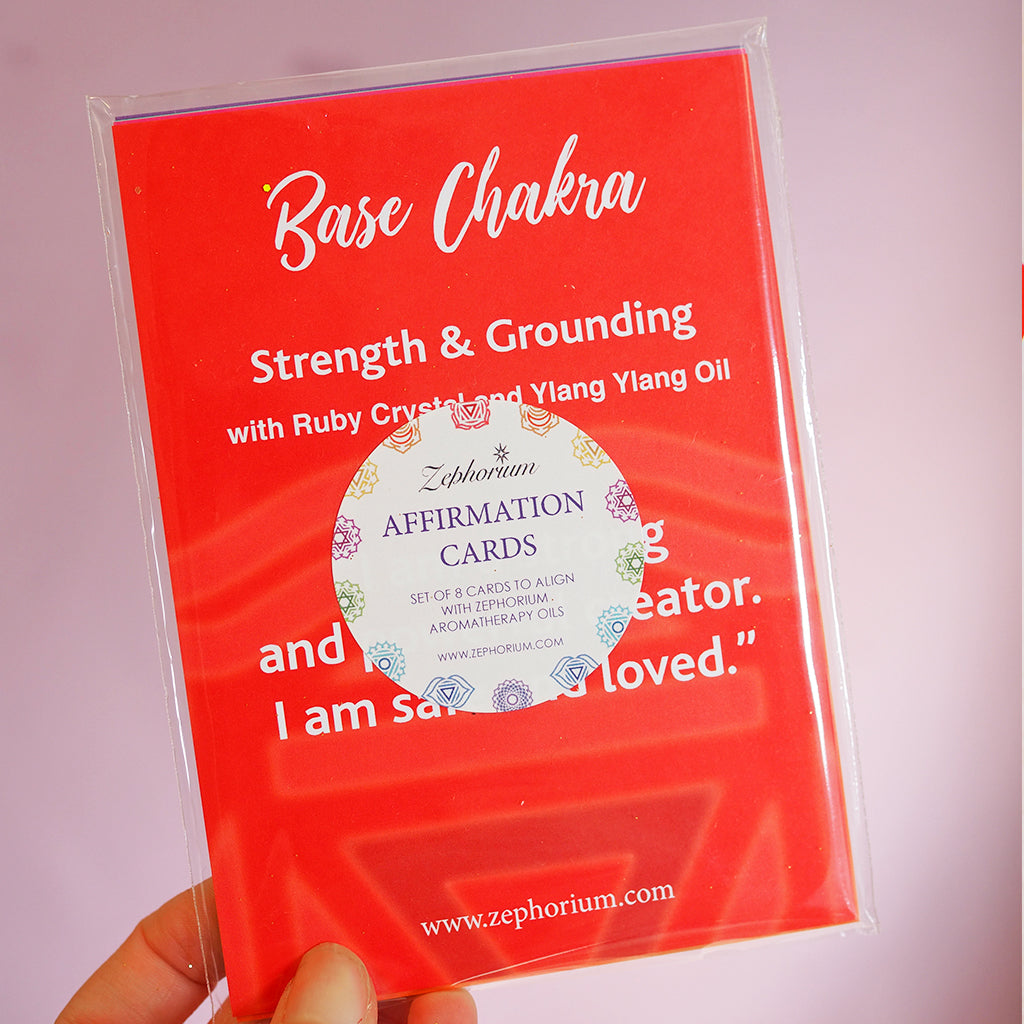 Base Chakra
Strength & Grounding
with Ruby Crystal and Ylang Ylang Oil
Zephorium
AFFIRMATION
CARDS
SET OF 8 CARDS TO ALIGN
WITH ZEPHORIUM
AROMATHERAPY OILS
WWW.ZEPHORIUM.COM
and
I am loved.”
www.zephorium.com